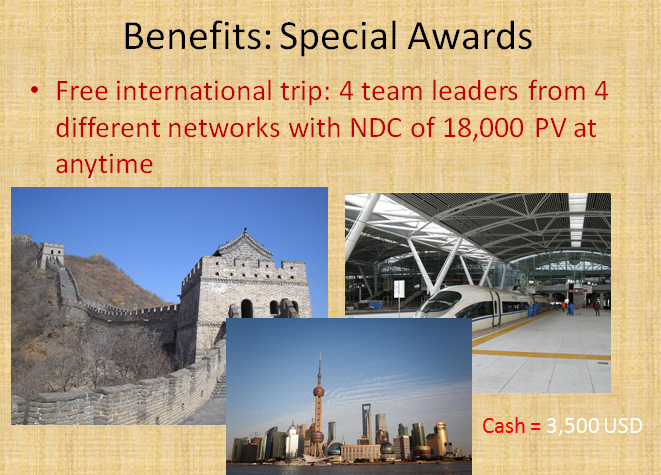 Benefits: Special Awards
• Free international trip: 4 team leaders from 4
different networks with NDC of 18,000 PV at
anytime
Cash = 3,500 USD